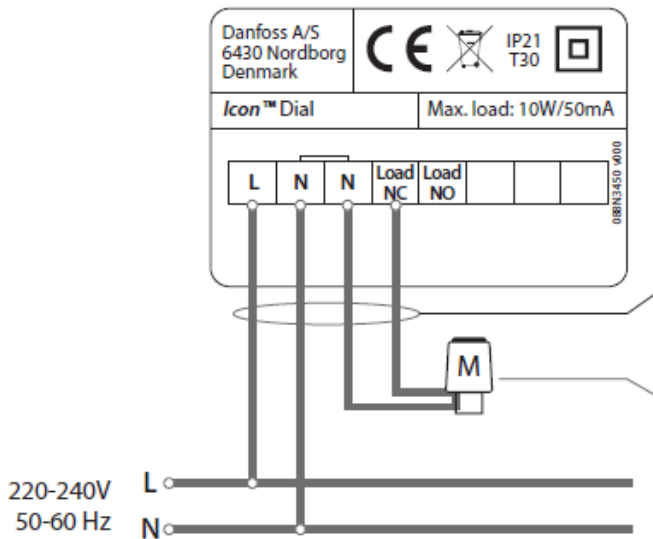 Danfoss A/S
6430 Nordborg
Denmark
CE
IP21
T30
Icon™ Dial
Max. load: 10W/50mA
L N N Load NC Load NO
088N3450 v000
M
220-240V
50-60 Hz
L
N